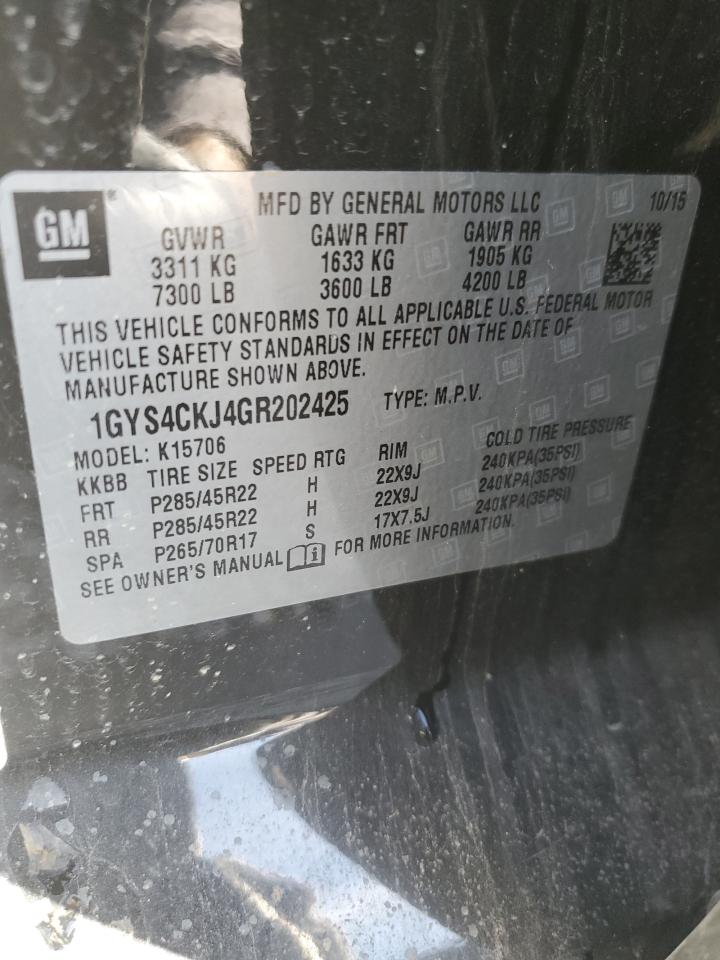 GM
MFD BY GENERAL MOTORS LLC 10/15
GVWR GAWR FRT GAWR RR
3311 KG 1633 KG 1905 KG
7300 LB 3600 LB 4200 LB
THIS VEHICLE CONFORMS TO ALL APPLICABLE U.S. FEDERAL MOTOR
VEHICLE SAFETY STANDARDS IN EFFECT ON THE DATE OF
MANUFACTURE SHOWN ABOVE.
1GYS4CKJ4GR202425 TYPE: M.P.V.
MODEL: K15706
KKBB TIRE SIZE SPEED RTG RIM COLD TIRE PRESSURE
FRT P285/45R22 H 22X9J 240KPA(35PSI)
RR P285/45R22 H 22X9J 240KPA(35PSI)
SPA P265/70R17 S 17X7.5J 240KPA(35PSI)
SEE OWNER'S MANUAL FOR MORE INFORMATION.